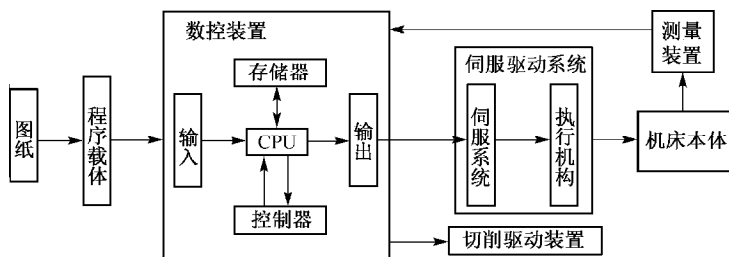 图纸
程序载体
数控装置
存储器
输入
CPU
输出
控制器
伺服驱动系统
伺服系统
执行机构
切削驱动装置
测量
装置
机床本体